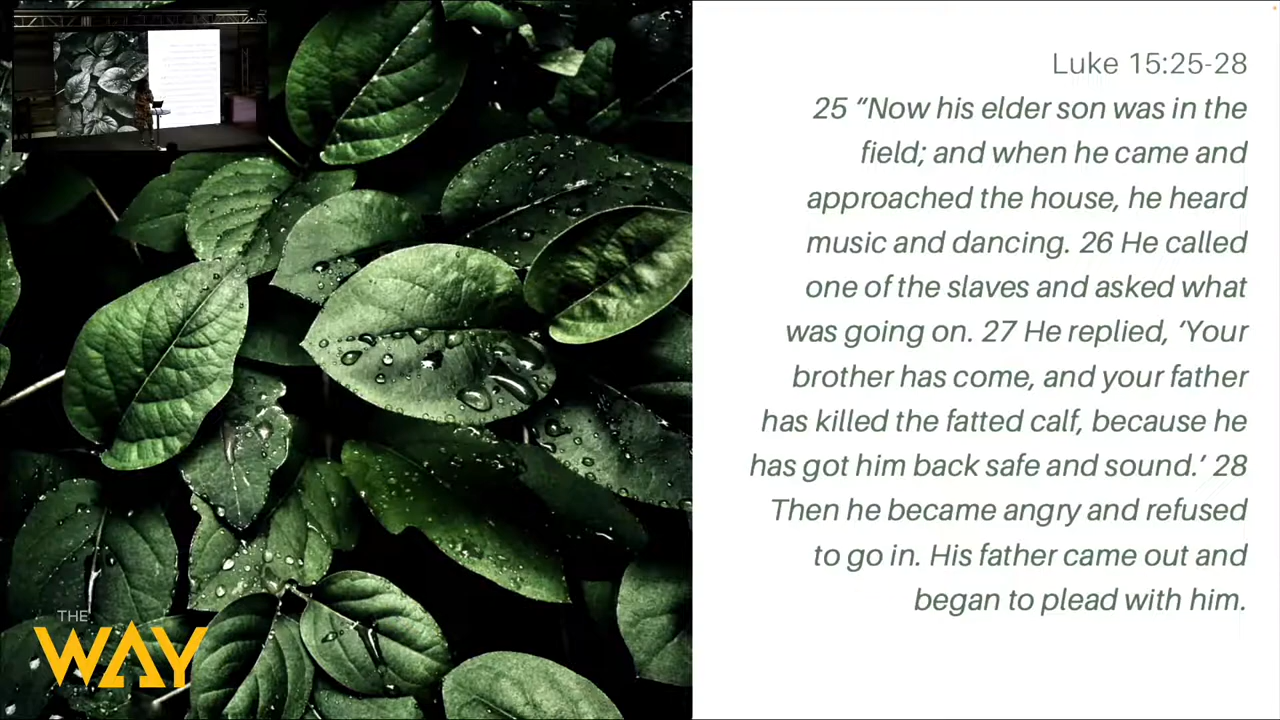 Luke 15:25-28
25 “Now his elder son was in the
field; and when he came and
approached the house, he heard
music and dancing. 26 He called
one of the slaves and asked what
was going on. 27 He replied, ‘Your
brother has come, and your father
has killed the fatted calf, because he
has got him back safe and sound.’ 28
Then he became angry and refused
to go in. His father came out and
began to plead with him.
THE
WAY